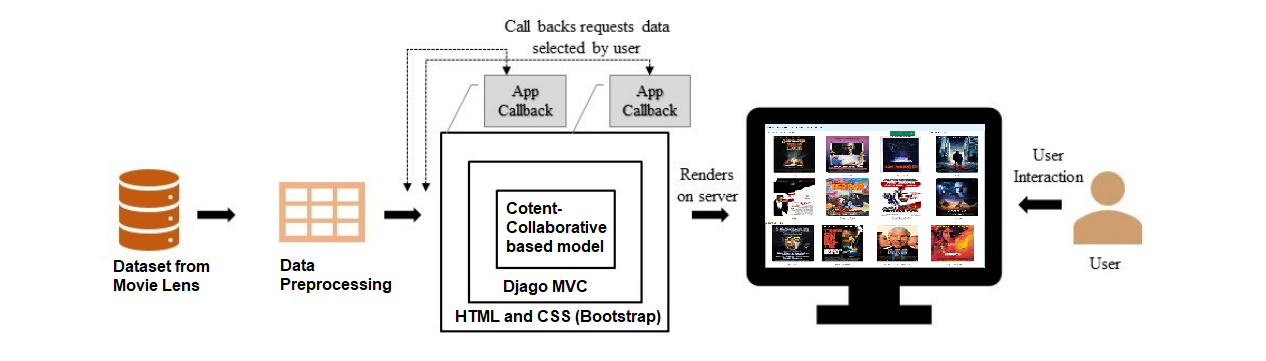 Call backs requests data
selected by user
App
Callback
App
Callback
Dataset from
Movie Lens
Data
Preprocessing
Cotent-
Collaborative
based model
Djago MVC
HTML and CSS (Bootstrap)
Renders
on server
User
Interaction
User